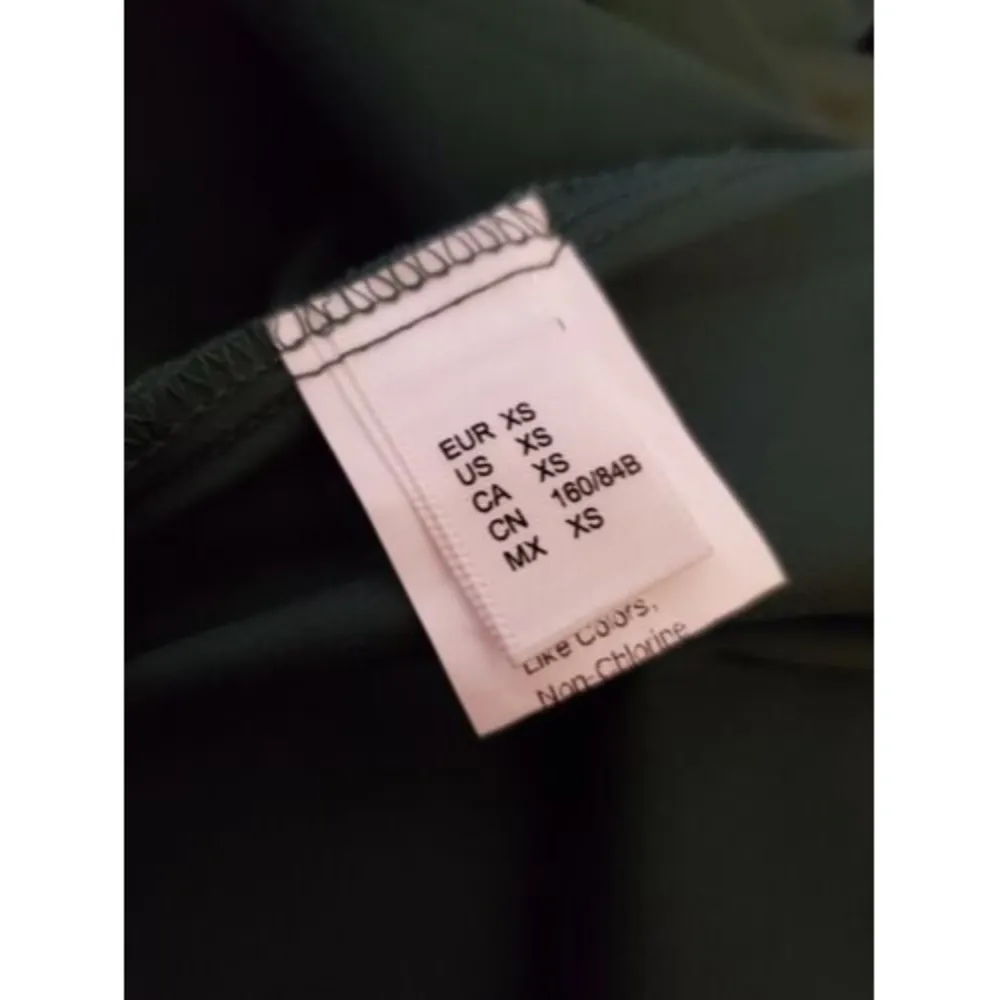 EUR XS
US XS
CA XS
CN 160/84B
MX XS
Like Colors,
Non-Chlorine